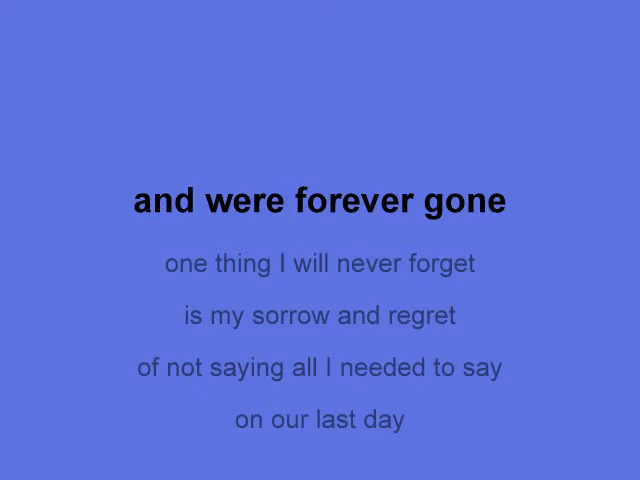 and were forever gone
one thing I will never forget
is my sorrow and regret
of not saying all I needed to say
on our last day